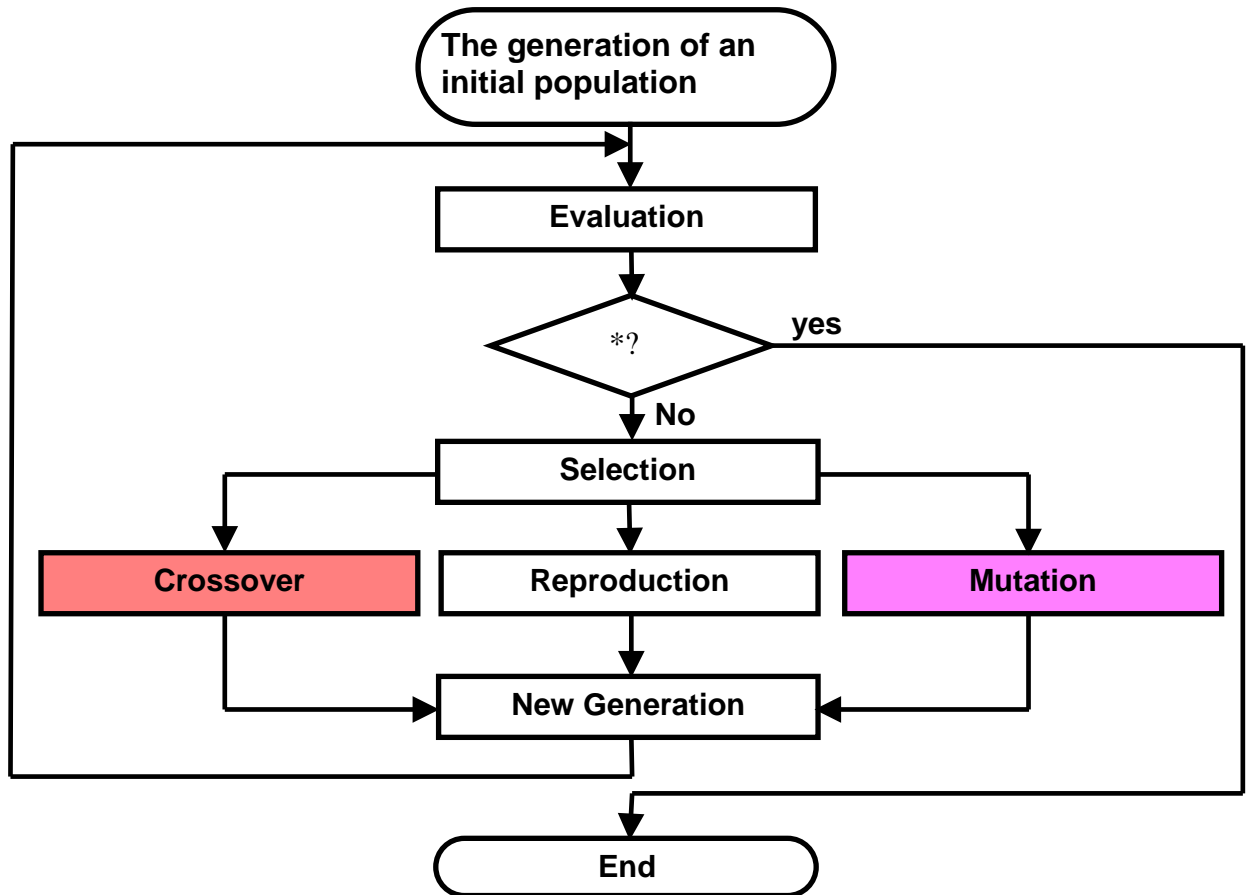 The generation of an
initial population
Evaluation
*?
yes
No
Selection
Crossover
Reproduction
Mutation
New Generation
End